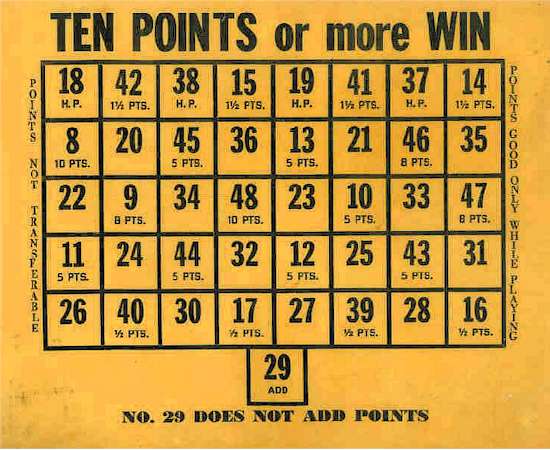 TEN POINTS or more WIN
POINTS NOT TRANSFERABLE
18 42 38 15 19 41 37 14
H.P. 1½ PTS. H.P. 1½ PTS. H.P. 1½ PTS. H.P. 1½ PTS.
8 20 45 36 13 21 46 35
10 PTS. 5 PTS. 5 PTS. 8 PTS.
22 9 34 48 23 10 33 47
8 PTS. 10 PTS. 5 PTS. 8 PTS.
11 24 44 32 12 25 43 31
5 PTS. 5 PTS. 5 PTS. 5 PTS.
26 40 30 17 27 39 28 16
½ PTS. ½ PTS. ½ PTS. ½ PTS.
POINTS GOOD ONLY WHILE PLAYING
29
ADD
NO. 29 DOES NOT ADD POINTS